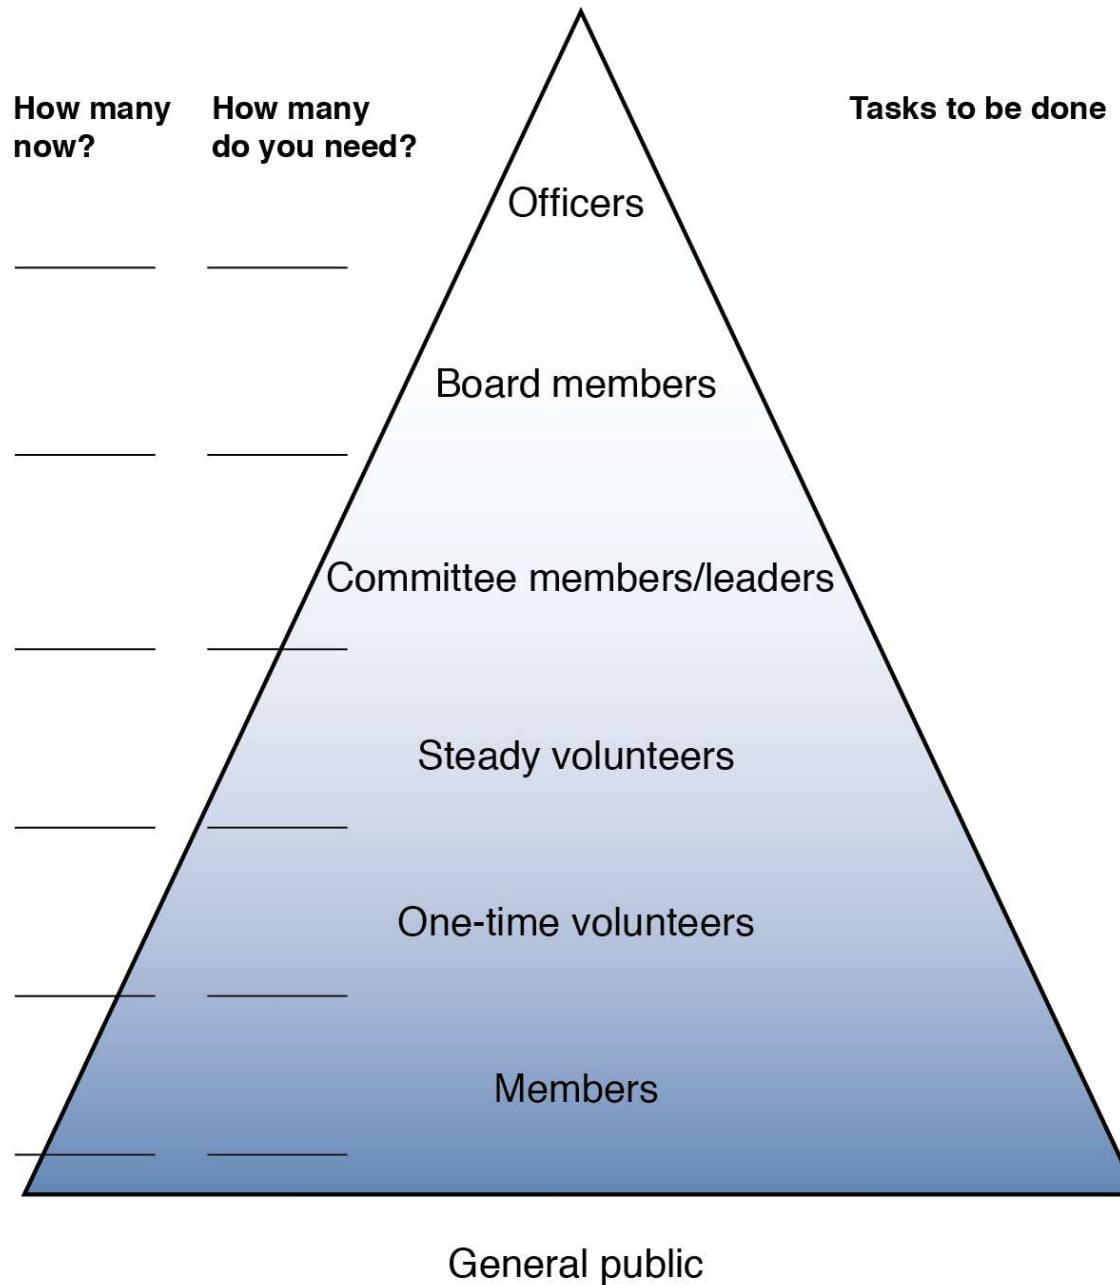 How many now?
How many do you need?
Tasks to be done
Officers
Board members
Committee members/leaders
Steady volunteers
One-time volunteers
Members
General public